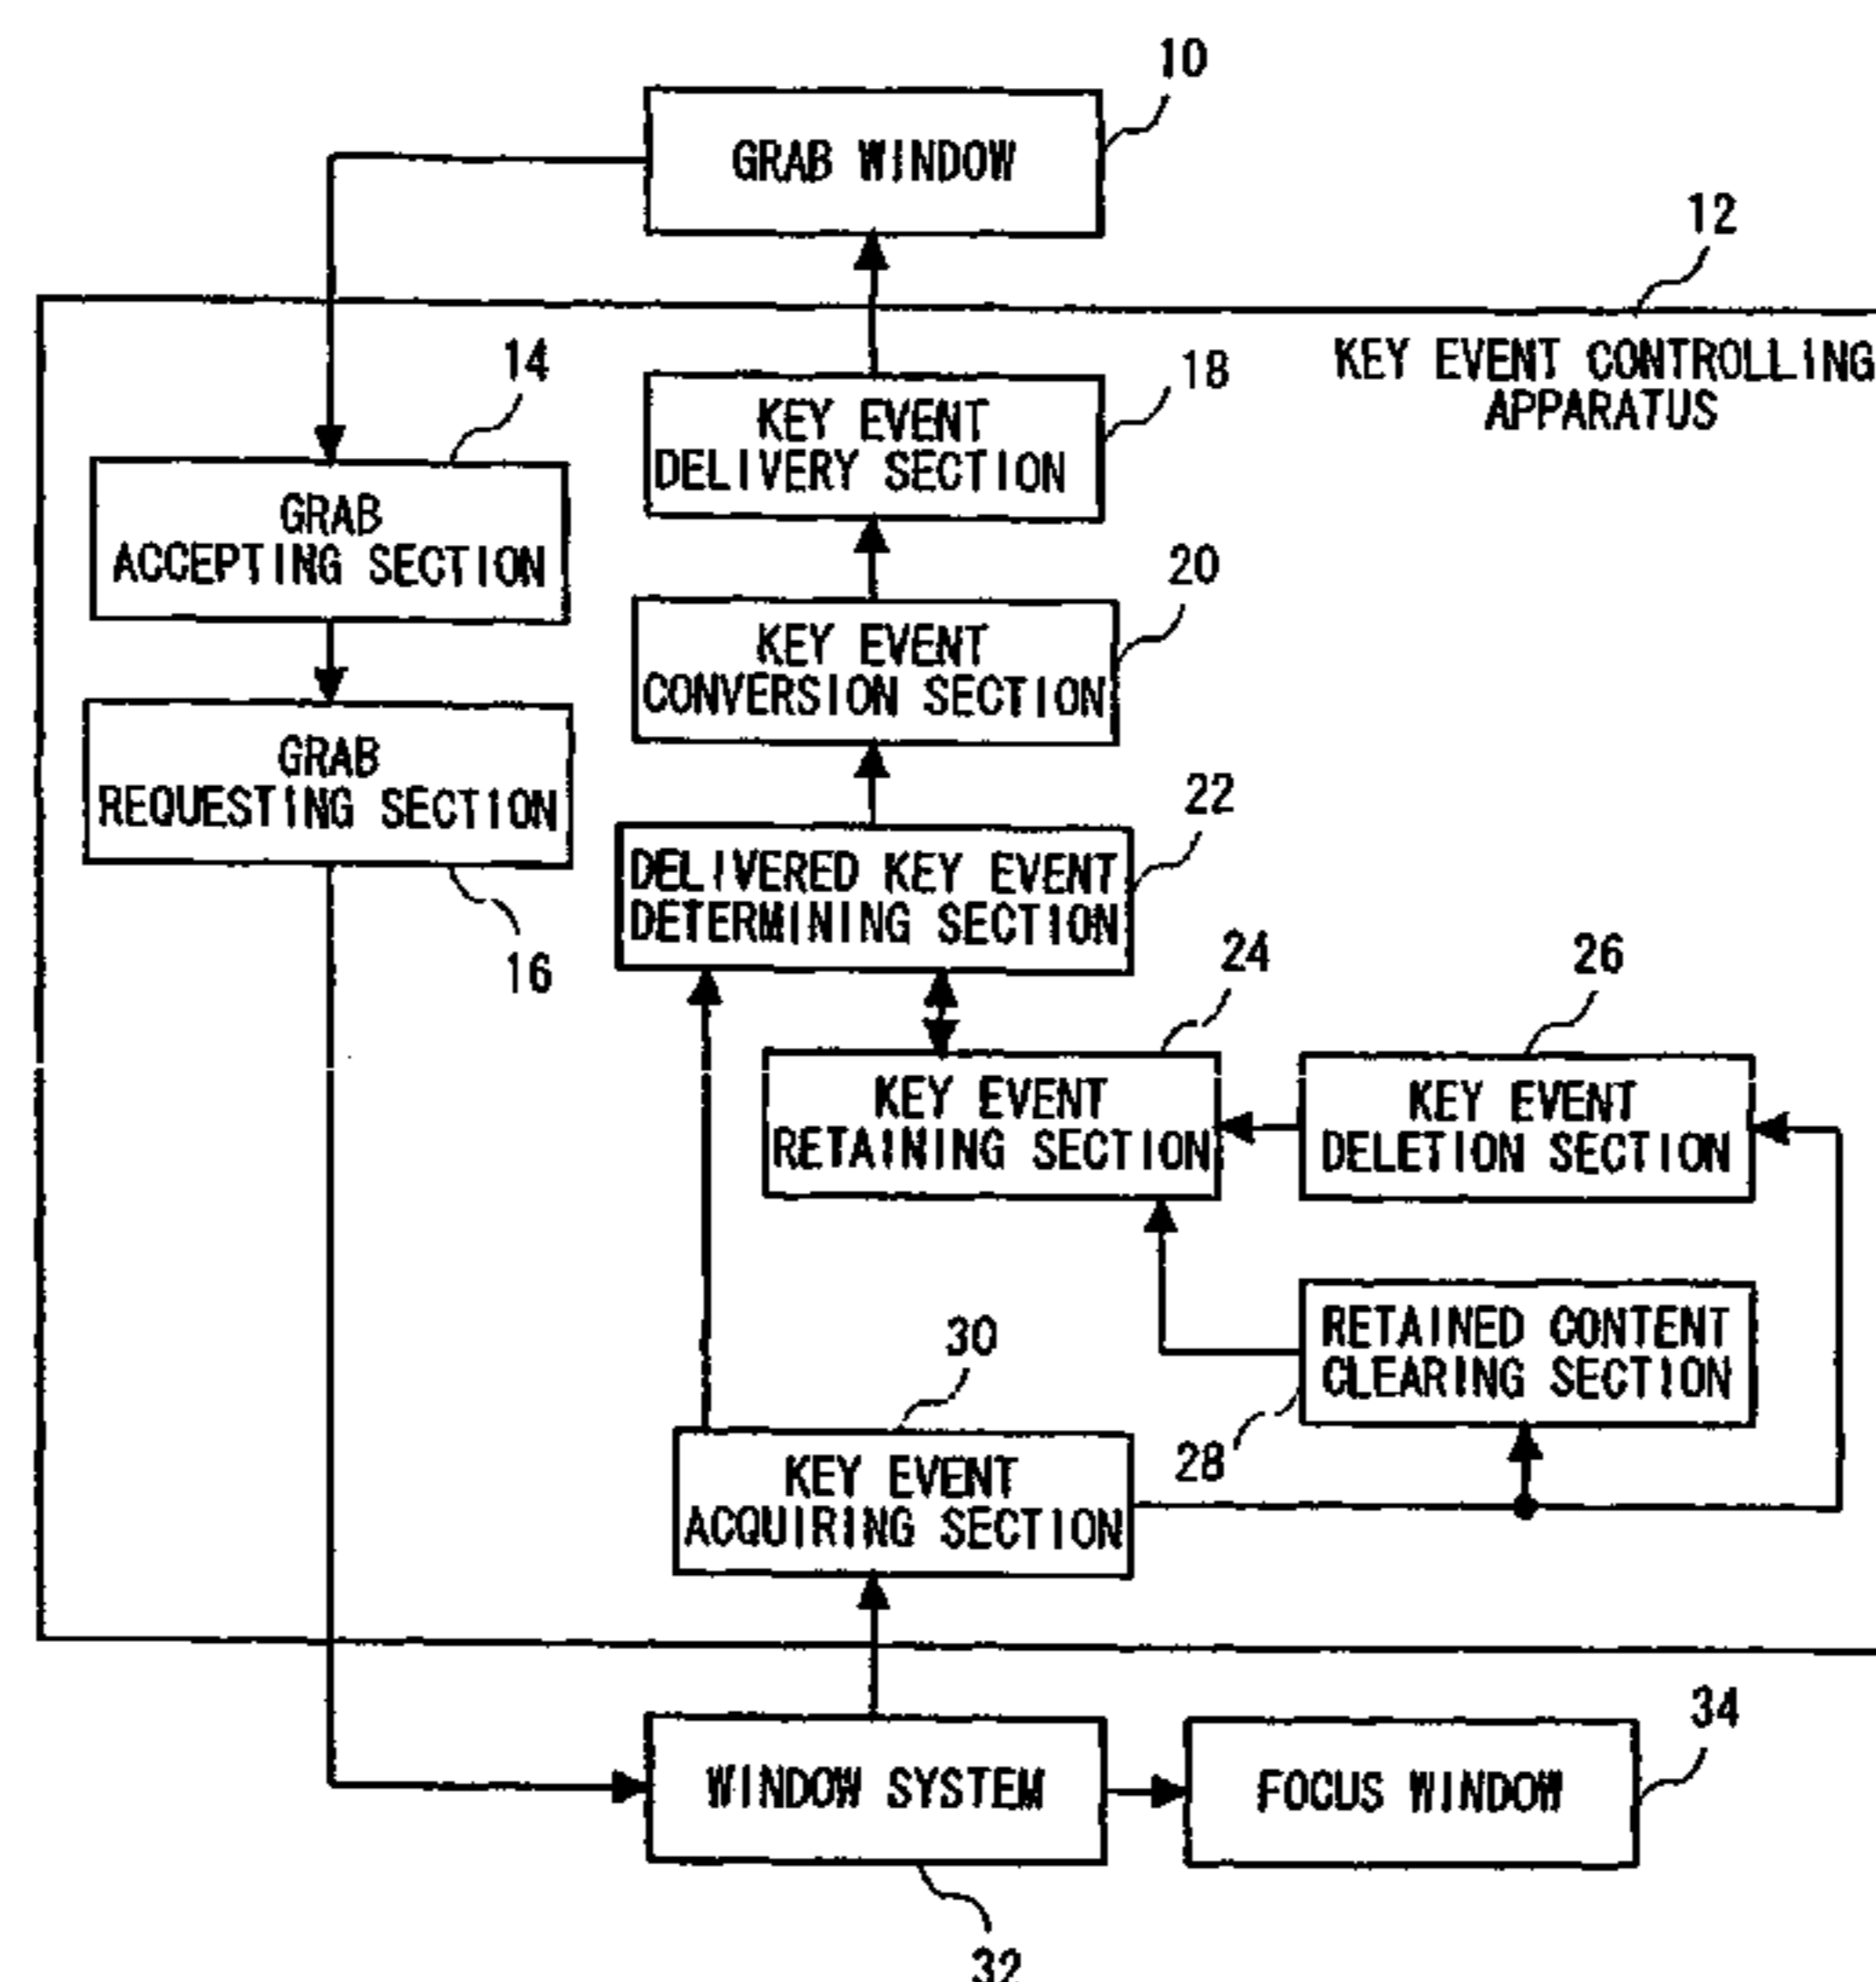 10
GRAB WINDOW
12
KEY EVENT CONTROLLING
APPARATUS
14
18
KEY EVENT
DELIVERY SECTION
GRAB
ACCEPTING SECTION
20
KEY EVENT
CONVERSION SECTION
GRAB
REQUESTING SECTION
22
DELIVERED KEY EVENT
DETERMINING SECTION
16
24
26
KEY EVENT
RETAINING SECTION
KEY EVENT
DELETION SECTION
30
RETAINED CONTENT
CLEARING SECTION
28
KEY EVENT
ACQUIRING SECTION
34
WINDOW SYSTEM
FOCUS WINDOW
32